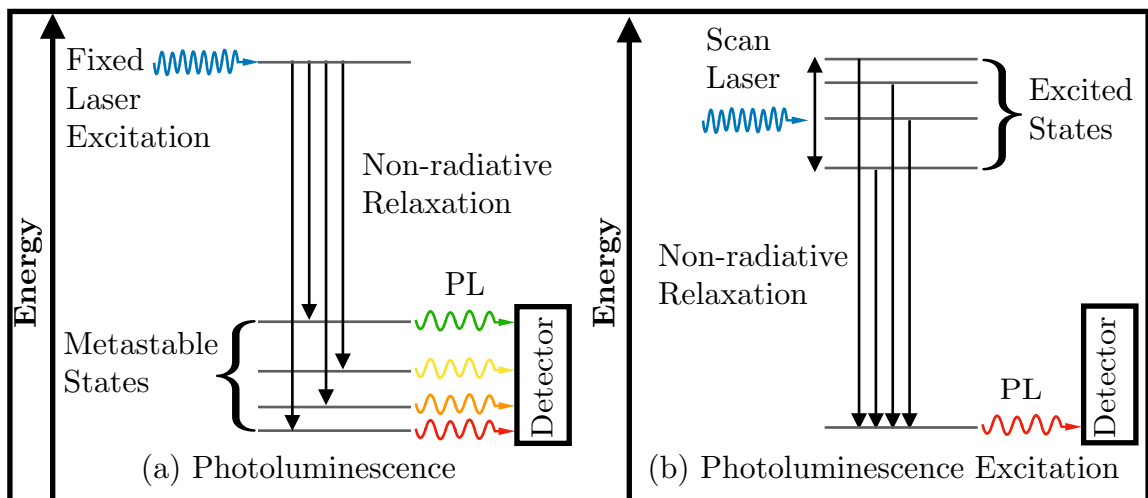 Fixed
Laser
Excitation
Non-radiative
Relaxation
Energy
PL
Metastable
States
Detector
(a) Photoluminescence
Scan
Laser
Excited
States
Non-radiative
Relaxation
Energy
PL
Detector
(b) Photoluminescence Excitation